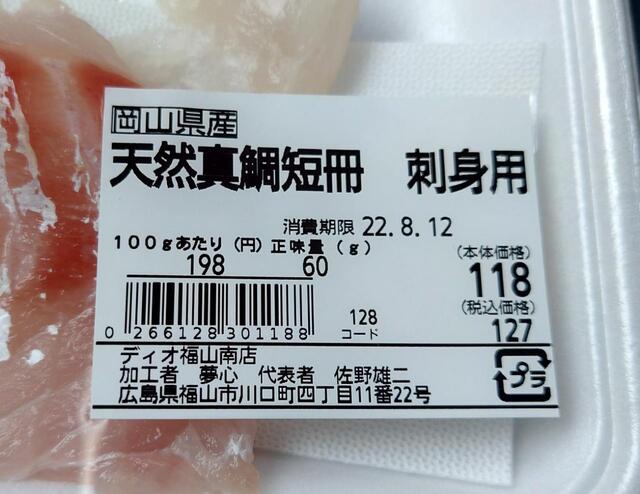 岡山県産
天然真鯛短冊 刺身用
消費期限 22.8.12
100gあたり(円) 正味量(g)
198 60
(本体価格)
118
(税込価格)
127
128
コード
0 266128 301188
ディオ福山南店
加工者 夢心 代表者 佐野雄二
広島県福山市川口町四丁目11番22号
プラ